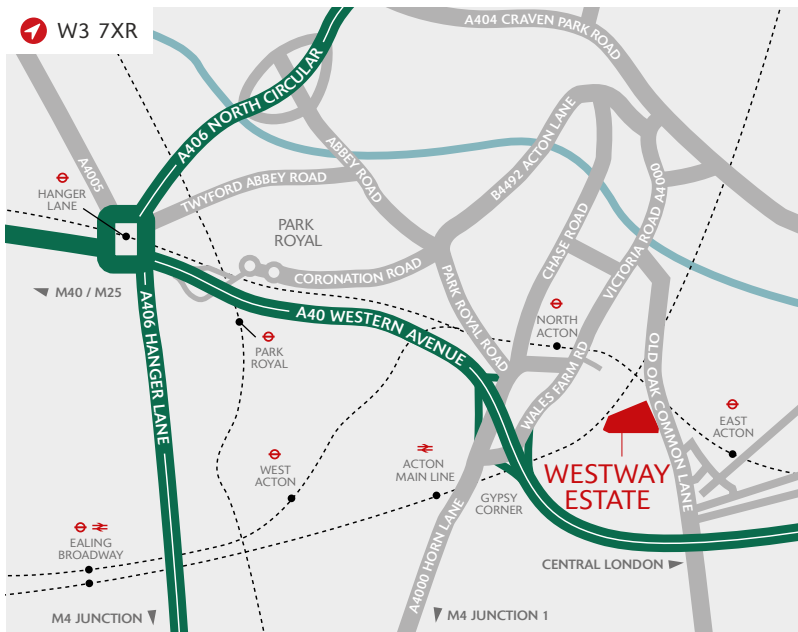 W3 7XR
A404 CRAVEN PARK ROAD
A406 NORTH CIRCULAR
A4005
HANGER
LANE
TWYFORD ABBEY ROAD
ABBEY ROAD
B4492 ACTON LANE
PARK
ROYAL
CORONATION ROAD
CHASE ROAD
VICTORIA ROAD A4000
M40 / M25
A406 HANGER LANE
A40 WESTERN AVENUE
PARK ROYAL ROAD
NORTH
ACTON
PARK
ROYAL
WALES FARM RD
OLD OAK COMMON LANE
EAST
ACTON
WEST
ACTON
ACTON
MAIN LINE
GYPSY
CORNER
WESTWAY
ESTATE
EALING
BROADWAY
A4000 HORN LANE
CENTRAL LONDON
M4 JUNCTION
M4 JUNCTION 1